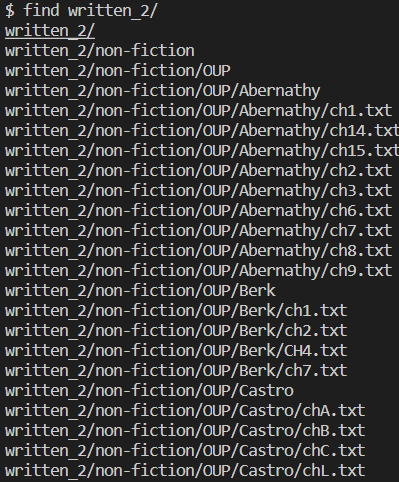 $ find written_2/
written_2/
written_2/non-fiction
written_2/non-fiction/OUP
written_2/non-fiction/OUP/Abernathy
written_2/non-fiction/OUP/Abernathy/ch1.txt
written_2/non-fiction/OUP/Abernathy/ch14.txt
written_2/non-fiction/OUP/Abernathy/ch15.txt
written_2/non-fiction/OUP/Abernathy/ch2.txt
written_2/non-fiction/OUP/Abernathy/ch3.txt
written_2/non-fiction/OUP/Abernathy/ch6.txt
written_2/non-fiction/OUP/Abernathy/ch7.txt
written_2/non-fiction/OUP/Abernathy/ch8.txt
written_2/non-fiction/OUP/Abernathy/ch9.txt
written_2/non-fiction/OUP/Berk
written_2/non-fiction/OUP/Berk/ch1.txt
written_2/non-fiction/OUP/Berk/ch2.txt
written_2/non-fiction/OUP/Berk/CH4.txt
written_2/non-fiction/OUP/Berk/ch7.txt
written_2/non-fiction/OUP/Castro
written_2/non-fiction/OUP/Castro/chA.txt
written_2/non-fiction/OUP/Castro/chB.txt
written_2/non-fiction/OUP/Castro/chC.txt
written_2/non-fiction/OUP/Castro/chL.txt